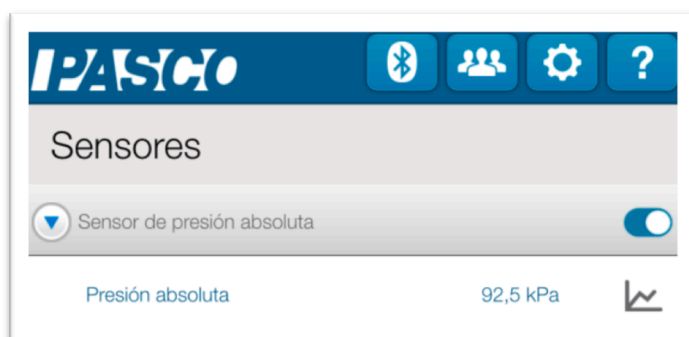 PASCO
?
Sensores
Sensor de presión absoluta
Presión absoluta 92,5 kPa